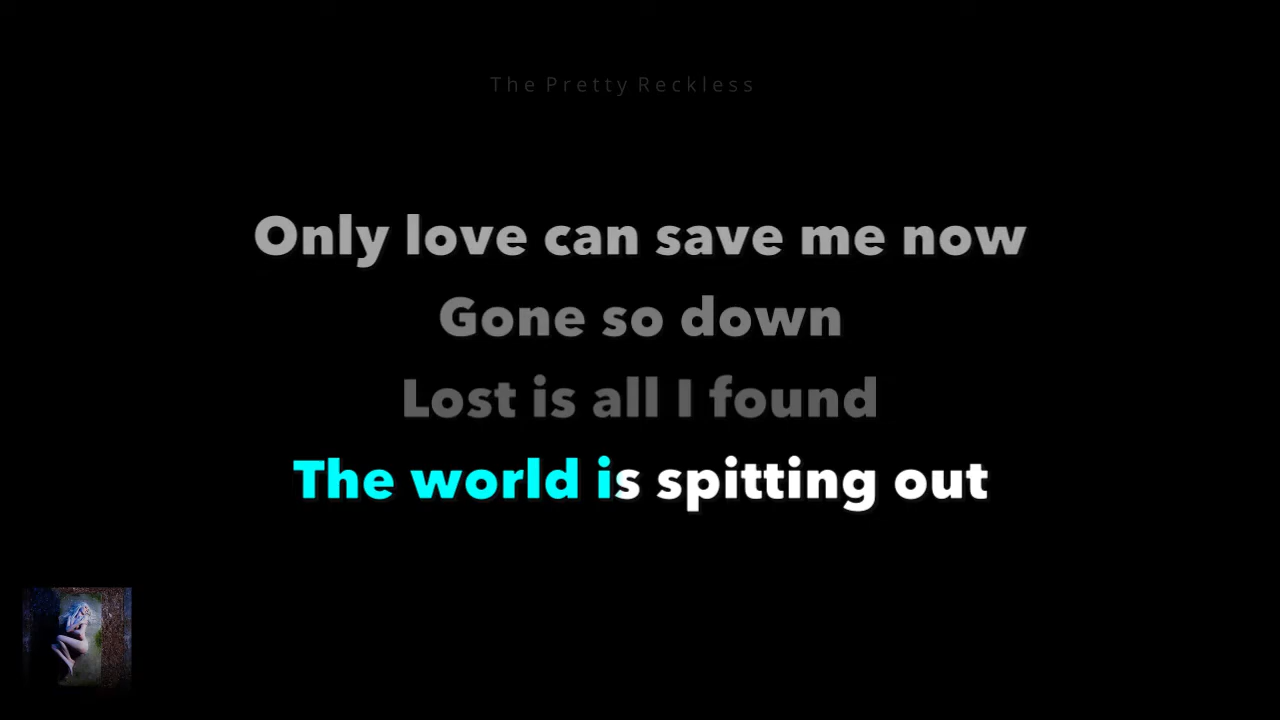 The Pretty Reckless
Only love can save me now
Gone so down
Lost is all I found
The world is spitting out